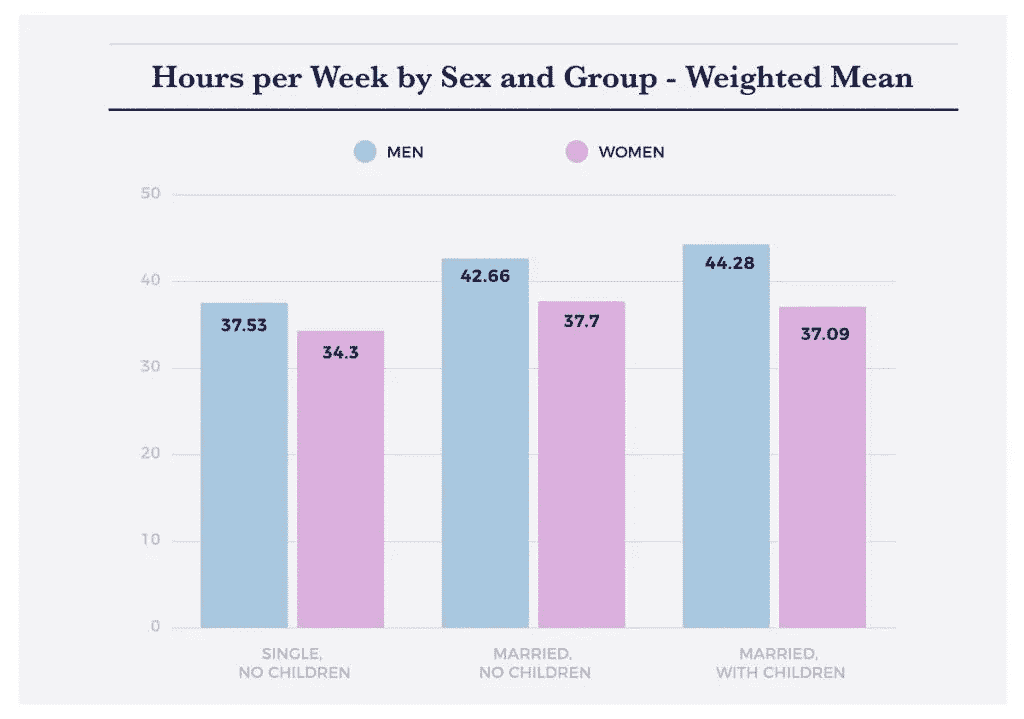 Hours per Week by Sex and Group - Weighted Mean
MEN WOMEN
50
40
30
20
10
0
37.53
34.3
42.66
37.7
44.28
37.09
SINGLE,
NO CHILDREN
MARRIED,
NO CHILDREN
MARRIED,
WITH CHILDREN